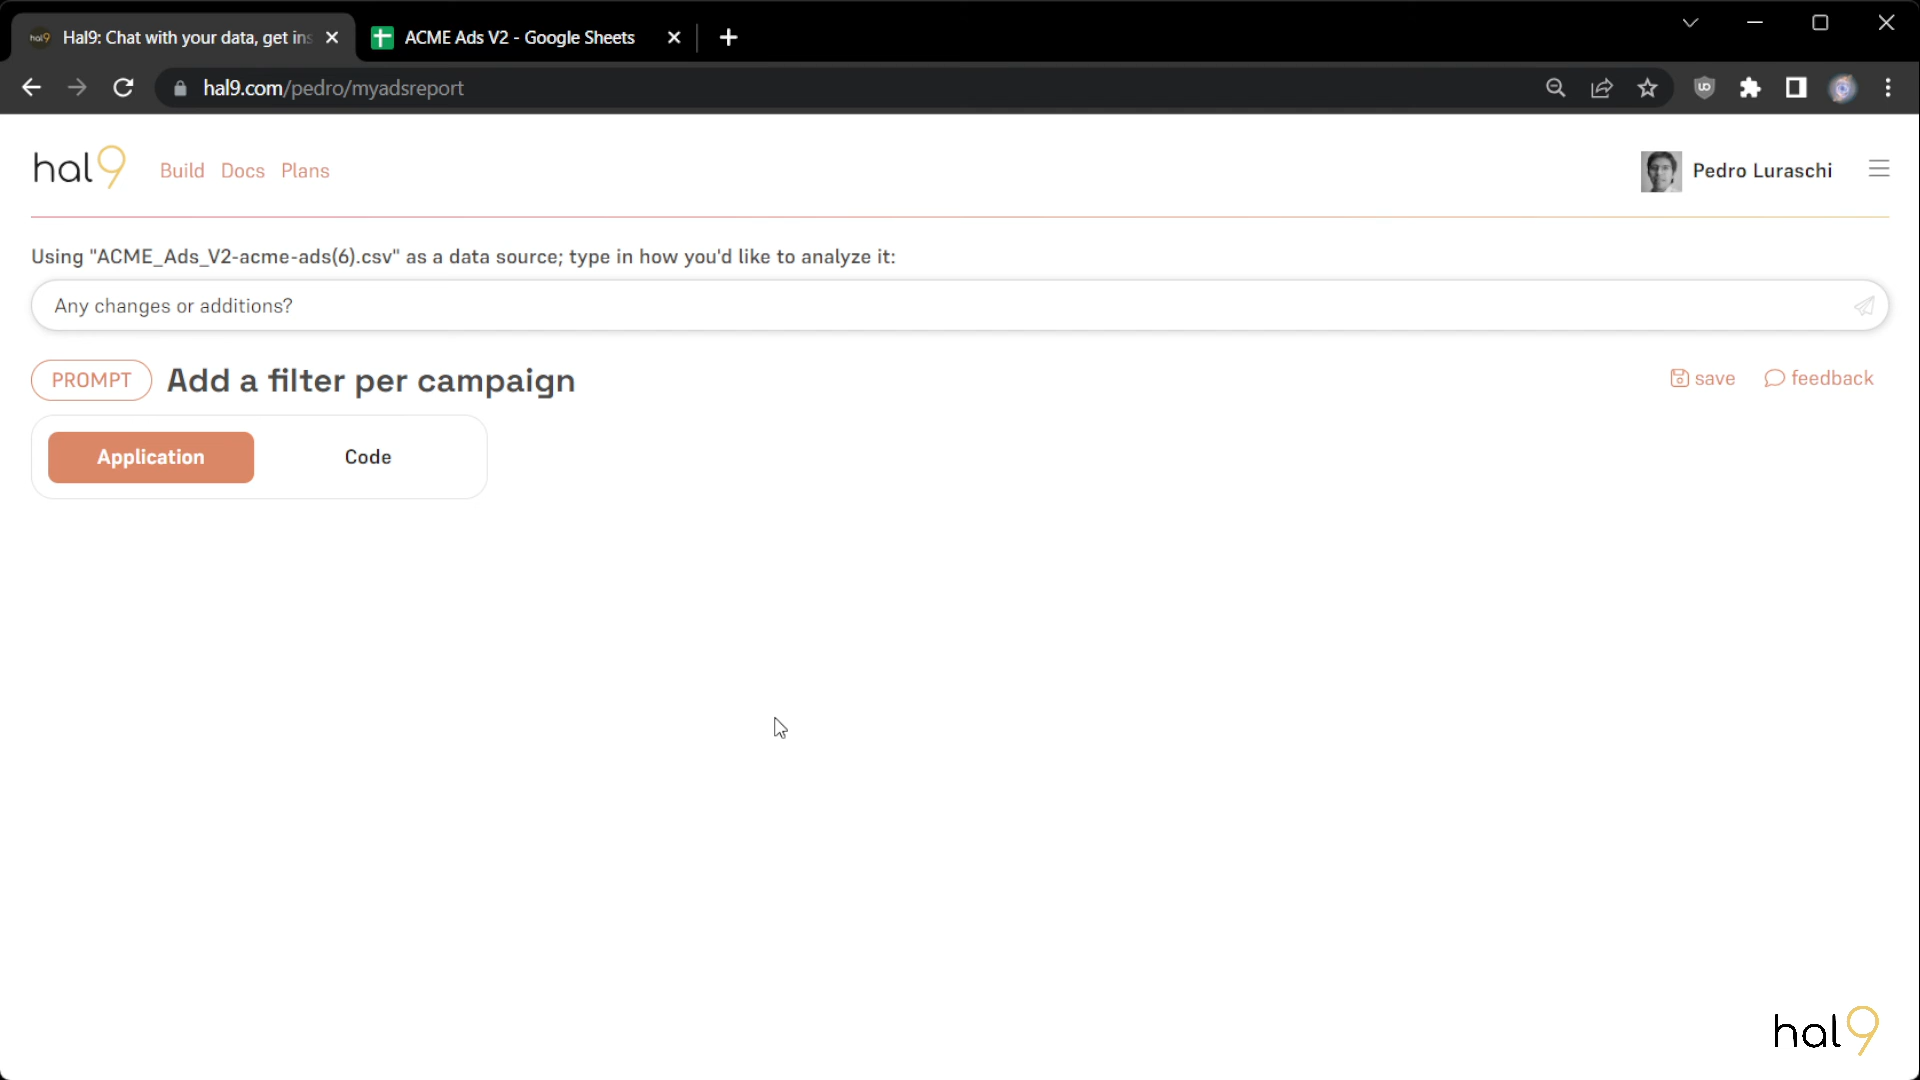 hal9 Hal9: Chat with your data, get ins
ACME Ads V2 - Google Sheets
hal9.com/pedro/myadsreport
hal9
Build Docs Plans
Pedro Luraschi
Using "ACME_Ads_V2-acme-ads(6).csv" as a data source; type in how you'd like to analyze it:
Any changes or additions?
PROMPT Add a filter per campaign
save feedback
Application Code
hal9